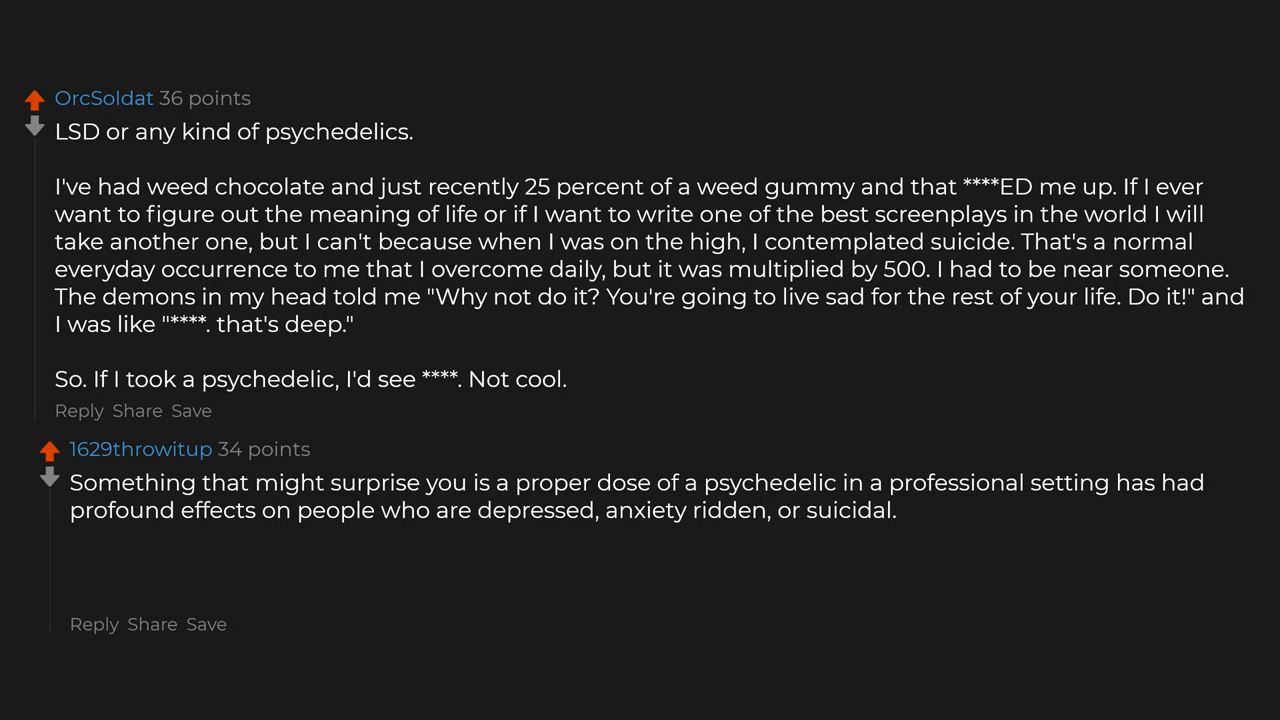 OrcSoldat 36 points
LSD or any kind of psychedelics.
I've had weed chocolate and just recently 25 percent of a weed gummy and that ****ED me up. If I ever
want to figure out the meaning of life or if I want to write one of the best screenplays in the world I will
take another one, but I can't because when I was on the high, I contemplated suicide. That's a normal
everyday occurrence to me that I overcome daily, but it was multiplied by 500. I had to be near someone.
The demons in my head told me "Why not do it? You're going to live sad for the rest of your life. Do it!" and
I was like "****. that's deep."
So. If I took a psychedelic, I'd see ****. Not cool.
Reply Share Save
1629throwitup 34 points
Something that might surprise you is a proper dose of a psychedelic in a professional setting has had
profound effects on people who are depressed, anxiety ridden, or suicidal.
Reply Share Save